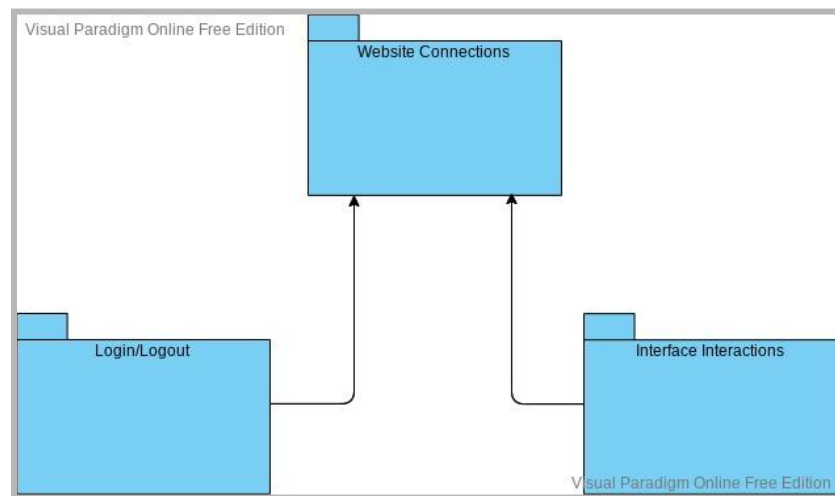 Visual Paradigm Online Free Edition
Website Connections
Login/Logout
Interface Interactions
Visual Paradigm Online Free Edition